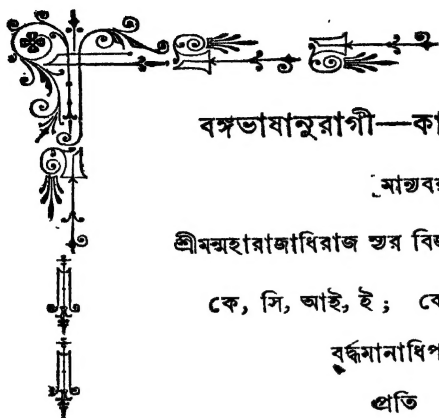 বঙ্গভাষানুরাগী—কা
মান্যবর
শ্রীমন্মহারাজাধিরাজ স্যর বিজ
কে, সি, আই, ই ; কে
বর্দ্ধমানাধিপ
প্রতি